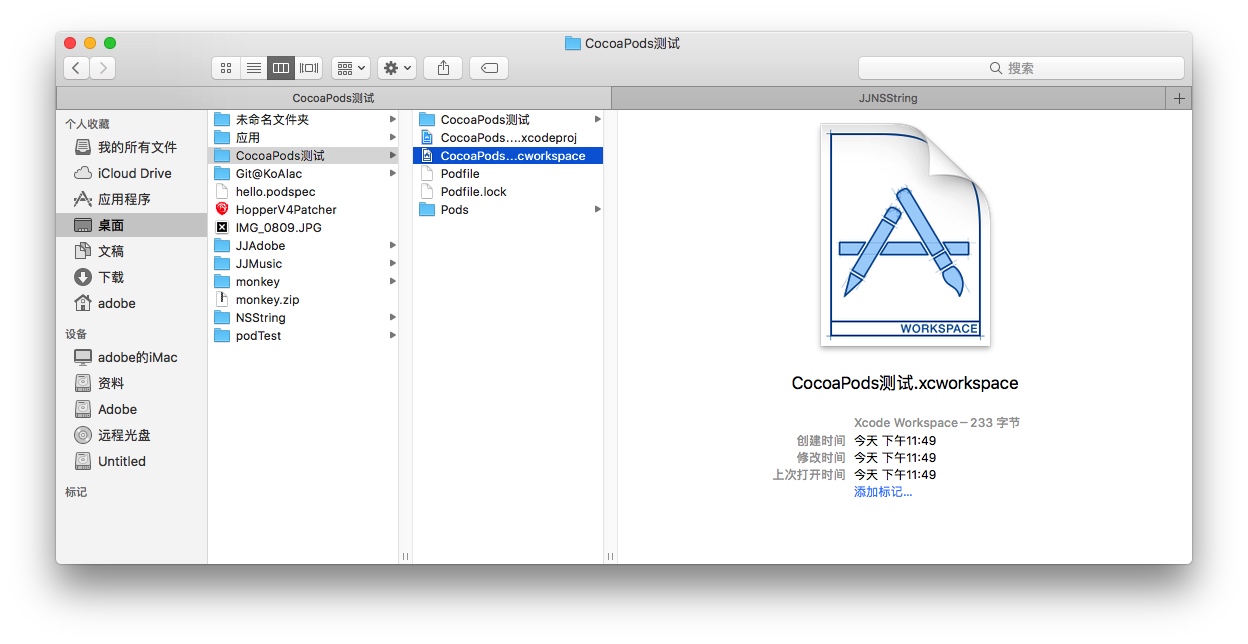 CocoaPods测试
搜索
CocoaPods测试
JJNSString
个人收藏
我的所有文件
iCloud Drive
应用程序
桌面
文稿
下载
adobe
设备
adobe的iMac
资料
Adobe
远程光盘
Untitled
标记
未命名文件夹
应用
CocoaPods测试
Git@KoAlac
hello.podspec
HopperV4Patcher
IMG_0809.JPG
JJAdobe
JJMusic
monkey
monkey.zip
NSString
podTest
CocoaPods测试
CocoaPods....xcodeproj
CocoaPods...cworkspace
Podfile
Podfile.lock
Pods
WORKSPACE
CocoaPods测试.xcworkspace
Xcode Workspace — 233 字节
创建时间 今天 下午11:49
修改时间 今天 下午11:49
上次打开时间 今天 下午11:49
添加标记...